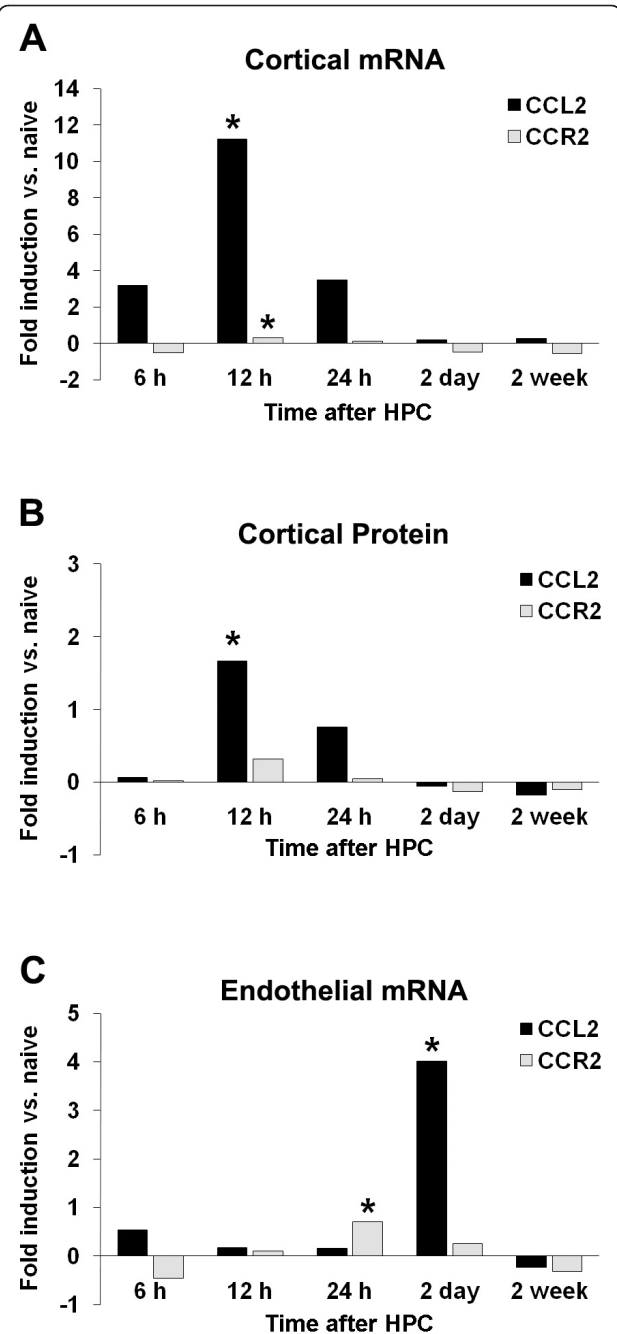 A
Cortical mRNA
Fold induction vs. naive
14
12
10
8
6
4
2
0
-2
CCL2
CCR2
*
*
6 h
12 h
24 h
2 day
2 week
Time after HPC
B
Cortical Protein
Fold induction vs. naive
3
2
1
0
-1
CCL2
CCR2
*
6 h
12 h
24 h
2 day
2 week
Time after HPC
C
Endothelial mRNA
Fold induction vs. naive
5
4
3
2
1
0
-1
CCL2
CCR2
*
*
6 h
12 h
24 h
2 day
2 week
Time after HPC